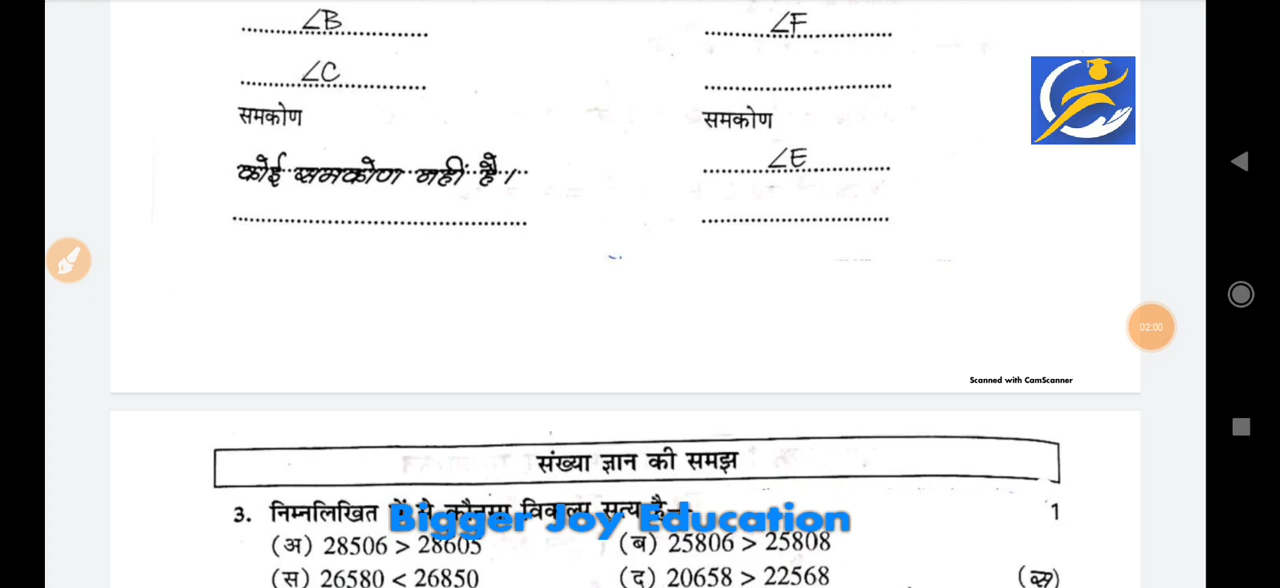 ∠B ∠F
∠C
समकोण समकोण
कोई समकोण नहीं है। ∠E
02:00
Scanned with CamScanner
संख्या ज्ञान की समझ
3. निम्नलिखित में से कौनसा विकल्प सत्य है- 1
Bigger Joy Education
(अ) 28506 > 28605 (ब) 25806 > 25808
(स) 26580 < 26850 (द) 20658 > 22568 (स)